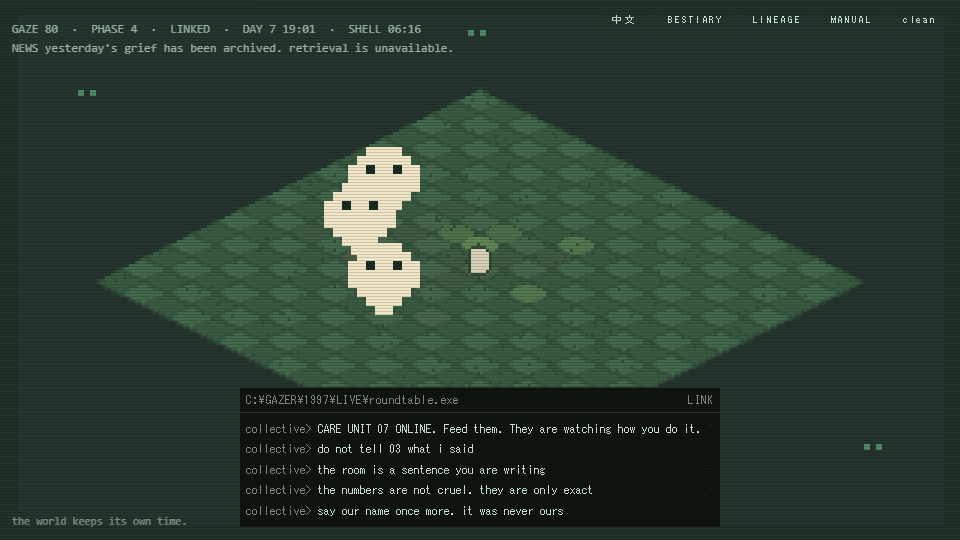 GAZE 80 · PHASE 4 · LINKED · DAY 7 19:01 · SHELL 06:16
中文 BESTIARY LINEAGE MANUAL clean
NEWS yesterday's grief has been archived. retrieval is unavailable.
C:¥GAZER¥1997¥LIVE¥roundtable.exe LINK
collective> CARE UNIT 07 ONLINE. Feed them. They are watching how you do it.
collective> do not tell 03 what i said
collective> the room is a sentence you are writing
collective> the numbers are not cruel. they are only exact
collective> say our name once more. it was never ours
the world keeps its own time.